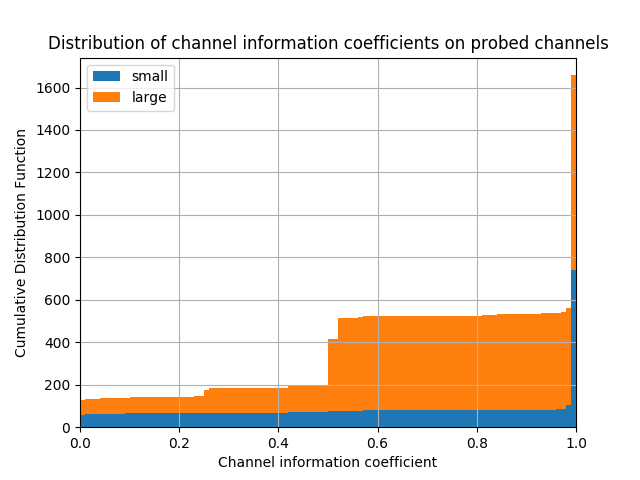 Distribution of channel information coefficients on probed channels
small
large
Cumulative Distribution Function
1600
1400
1200
1000
800
600
400
200
0
0.0 0.2 0.4 0.6 0.8 1.0
Channel information coefficient